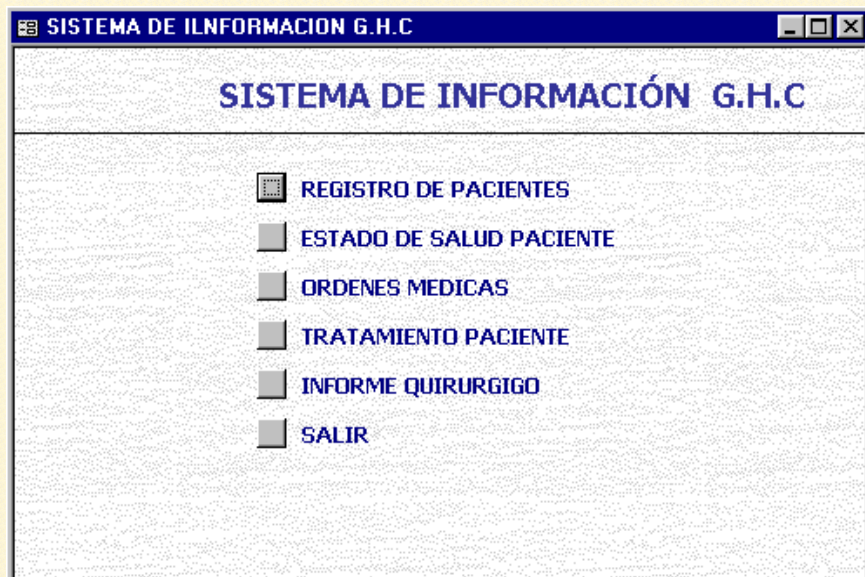 SISTEMA DE ILNFORMACION G.H.C
SISTEMA DE INFORMACIÓN G.H.C
REGISTRO DE PACIENTES
ESTADO DE SALUD PACIENTE
ORDENES MEDICAS
TRATAMIENTO PACIENTE
INFORME QUIRURGIGO
SALIR